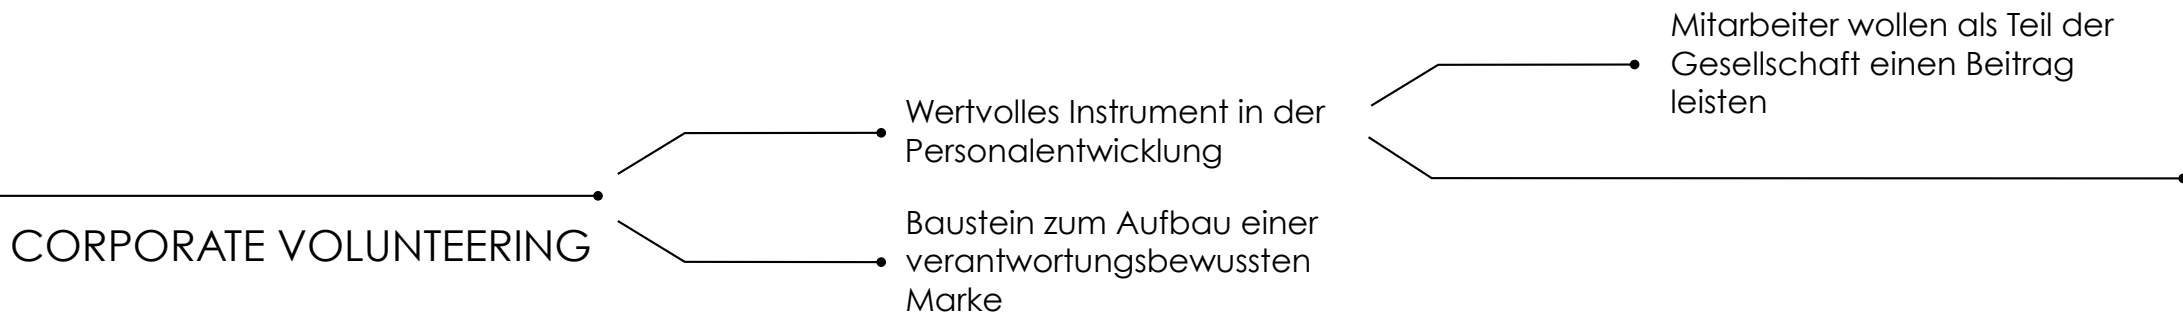 CORPORATE VOLUNTEERING
Wertvolles Instrument in der
Personalentwicklung
Baustein zum Aufbau einer
verantwortungsbewussten
Marke
Mitarbeiter wollen als Teil der
Gesellschaft einen Beitrag
leisten